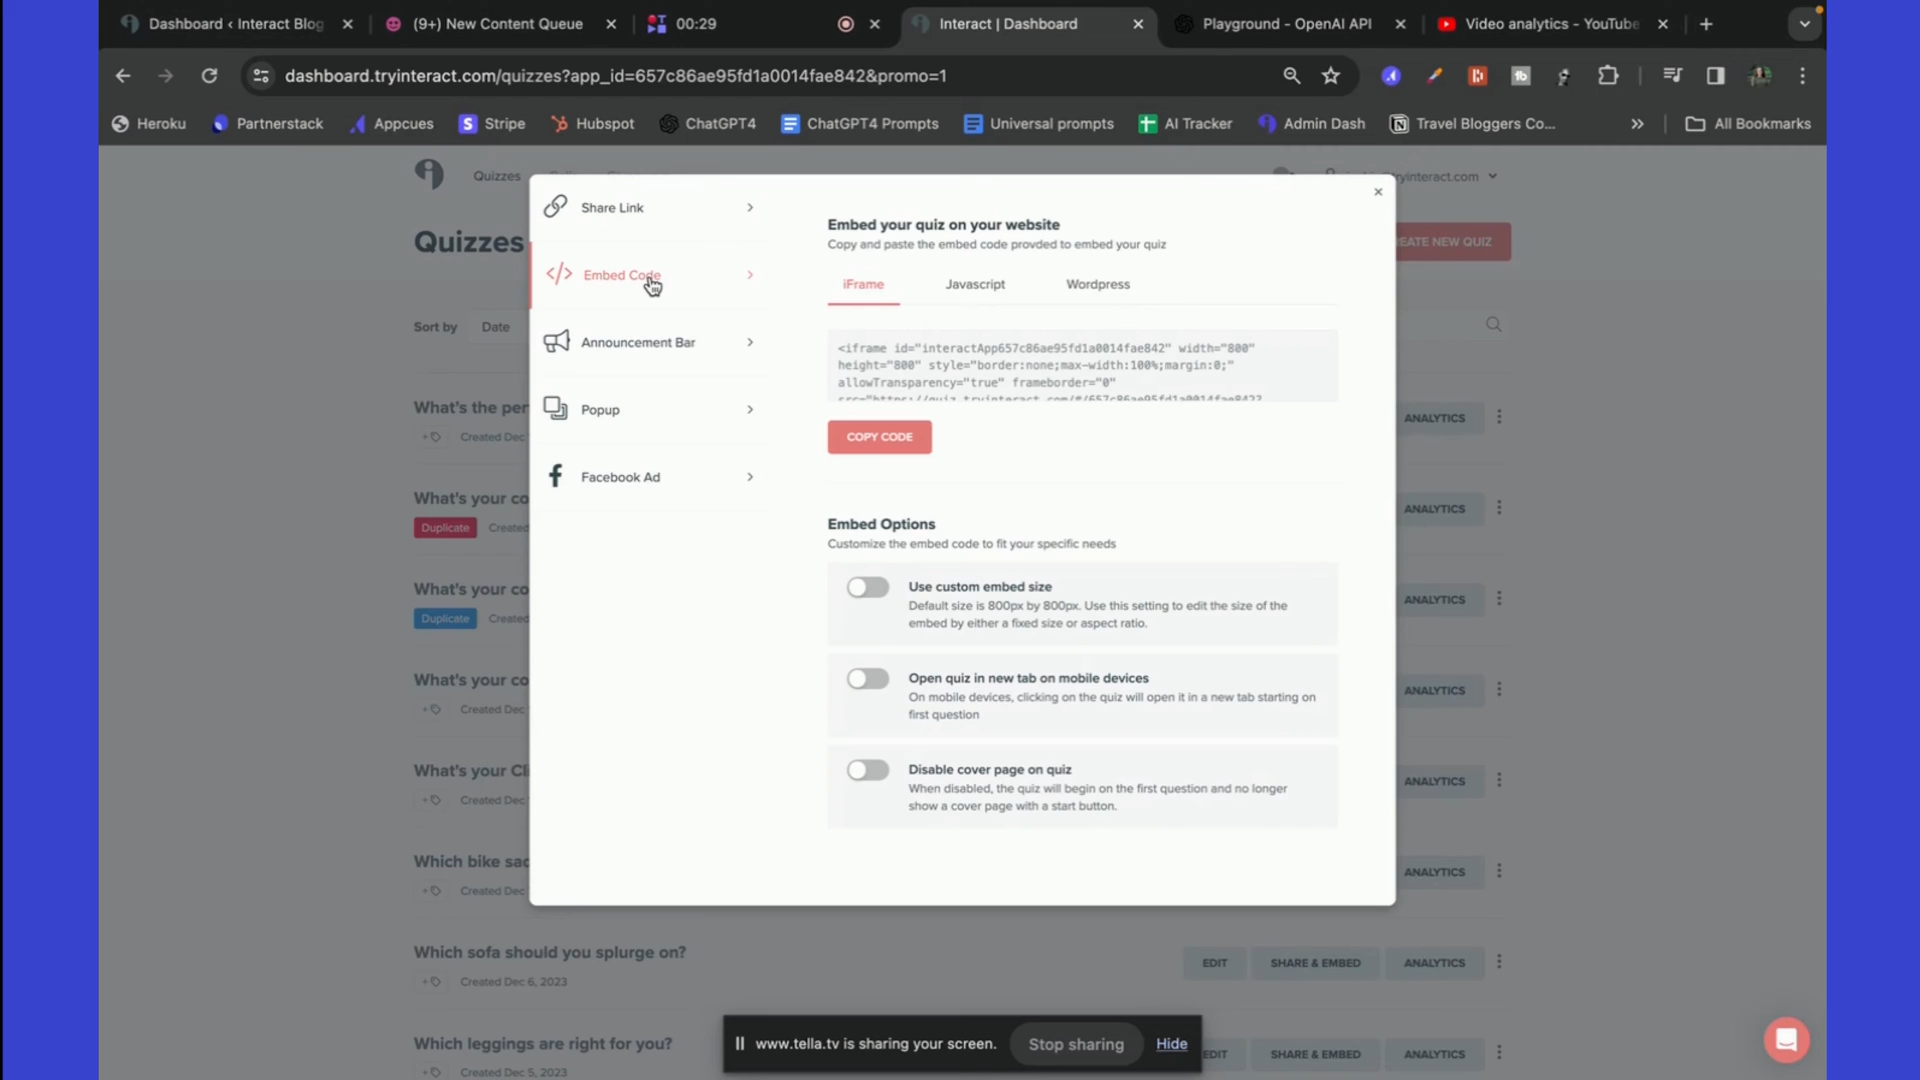 Dashboard ‹ Interact Blog
(9+) New Content Queue
00:29
Interact | Dashboard
Playground - OpenAI API
Video analytics - YouTube
dashboard.tryinteract.com/quizzes?app_id=657c86ae95fd1a0014fae842&promo=1
Heroku
Partnerstack
Appcues
Stripe
Hubspot
ChatGPT4
ChatGPT4 Prompts
Universal prompts
AI Tracker
Admin Dash
Travel Bloggers Co...
All Bookmarks
Quizzes
tryinteract.com
Quizzes
CREATE NEW QUIZ
Sort by
Date
Share Link
Embed Code
Announcement Bar
Popup
Facebook Ad
Embed your quiz on your website
Copy and paste the embed code provded to embed your quiz
iFrame
Javascript
Wordpress
<iframe id="interactApp657c86ae95fd1a0014fae842" width="800"
height="800" style="border:none;max-width:100%;margin:0;"
allowTransparency="true" frameborder="0"
src="https://quiz.tryinteract.com/#/657c86ae95fd1a0014fae842?
COPY CODE
Embed Options
Customize the embed code to fit your specific needs
Use custom embed size
Default size is 800px by 800px. Use this setting to edit the size of the
embed by either a fixed size or aspect ratio.
Open quiz in new tab on mobile devices
On mobile devices, clicking on the quiz will open it in a new tab starting on
first question
Disable cover page on quiz
When disabled, the quiz will begin on the first question and no longer
show a cover page with a start button.
What's the per
Created Dec
ANALYTICS
What's your co
Duplicate
Created
ANALYTICS
What's your co
Duplicate
Created
ANALYTICS
What's your co
Created Dec
ANALYTICS
What's your Cli
Created Dec
ANALYTICS
Which bike sad
Created Dec
ANALYTICS
Which sofa should you splurge on?
Created Dec 6, 2023
EDIT
SHARE & EMBED
ANALYTICS
Which leggings are right for you?
Created Dec 5, 2023
EDIT
SHARE & EMBED
ANALYTICS
www.tella.tv is sharing your screen.
Stop sharing
Hide